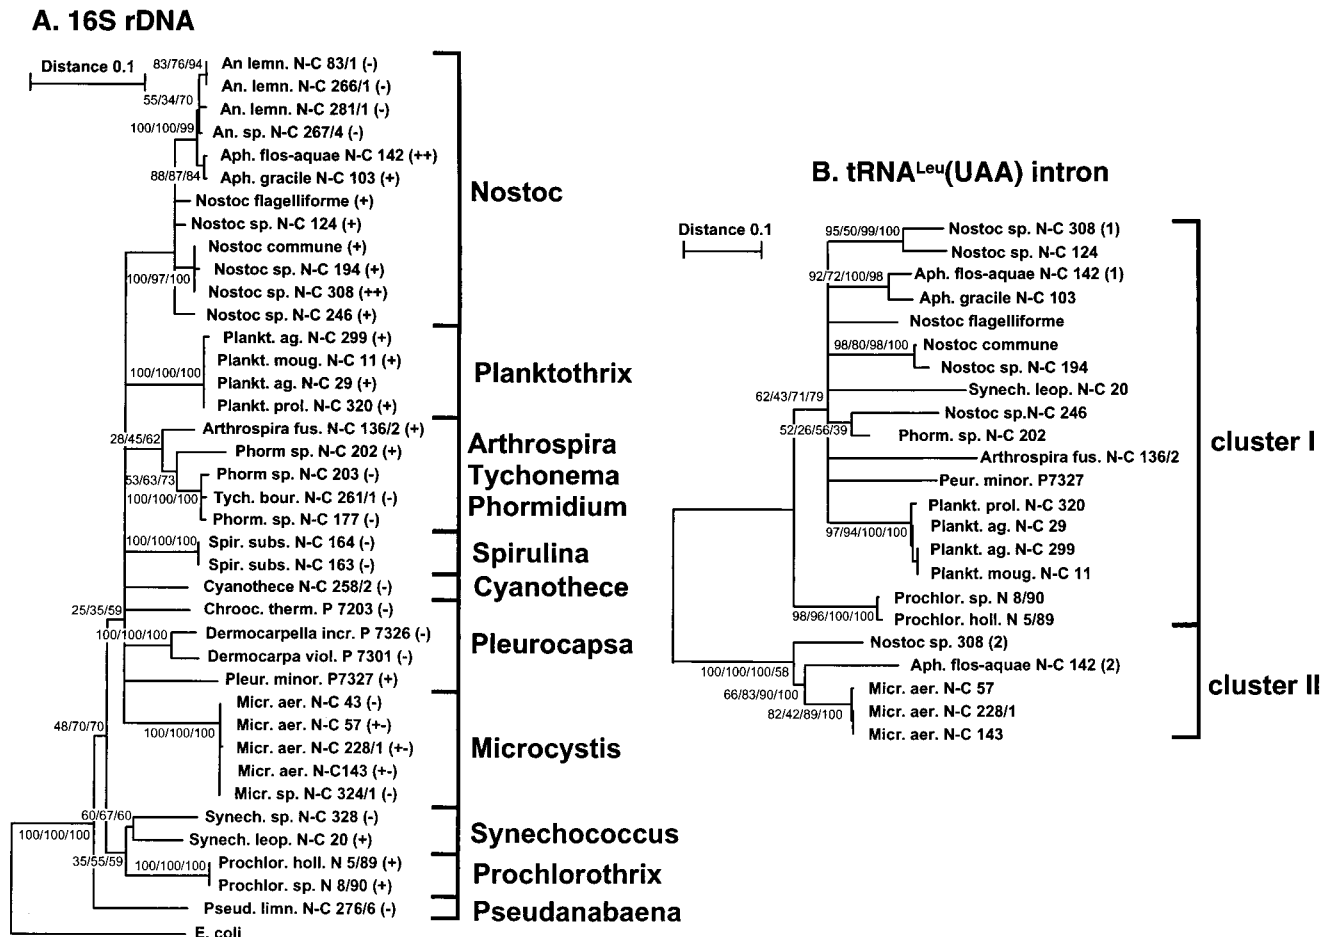 A. 16S rDNA
Distance 0.1
83/76/94
An lemn. N-C 83/1 (-)
An. lemn. N-C 266/1 (-)
55/34/70
An. lemn. N-C 281/1 (-)
100/100/99
An. sp. N-C 267/4 (-)
Aph. flos-aquae N-C 142 (++)
88/87/84
Aph. gracile N-C 103 (+)
Nostoc flagelliforme (+)
Nostoc sp. N-C 124 (+)
Nostoc commune (+)
Nostoc sp. N-C 194 (+)
100/97/100
Nostoc sp. N-C 308 (++)
Nostoc sp. N-C 246 (+)
Nostoc
Plankt. ag. N-C 299 (+)
Plankt. moug. N-C 11 (+)
100/100/100
Plankt. ag. N-C 29 (+)
Plankt. prol. N-C 320 (+)
Planktothrix
Arthrospira fus. N-C 136/2 (+)
28/45/62
Phorm sp. N-C 202 (+)
53/63/73
Phorm sp. N-C 203 (-)
100/100/100
Tych. bour. N-C 261/1 (-)
Phorm. sp. N-C 177 (-)
Arthrospira
Tychonema
Phormidium
100/100/100
Spir. subs. N-C 164 (-)
Spir. subs. N-C 163 (-)
Spirulina
Cyanothece N-C 258/2 (-)
Cyanothece
25/35/59
Chrooc. therm. P 7203 (-)
100/100/100
Dermocarpella incr. P 7326 (-)
Dermocarpa viol. P 7301 (-)
Pleur. minor. P7327 (+)
Pleurocapsa
Micr. aer. N-C 43 (-)
48/70/70
Micr. aer. N-C 57 (+-)
100/100/100
Micr. aer. N-C 228/1 (+-)
Micr. aer. N-C143 (+-)
Micr. sp. N-C 324/1 (-)
Microcystis
60/67/60
Synech. sp. N-C 328 (-)
100/100/100
Synech. leop. N-C 20 (+)
Synechococcus
35/55/59
100/100/100
Prochlor. holl. N 5/89 (+)
Prochlor. sp. N 8/90 (+)
Prochlorothrix
Pseud. limn. N-C 276/6 (-)
Pseudanabaena
E. coli
B. tRNALeu(UAA) intron
Distance 0.1
95/50/99/100
Nostoc sp. N-C 308 (1)
Nostoc sp. N-C 124
92/72/100/98
Aph. flos-aquae N-C 142 (1)
Aph. gracile N-C 103
Nostoc flagelliforme
98/80/98/100
Nostoc commune
Nostoc sp. N-C 194
62/43/71/79
Synech. leop. N-C 20
Nostoc sp.N-C 246
52/26/56/39
Phorm. sp. N-C 202
Arthrospira fus. N-C 136/2
Peur. minor. P7327
Plankt. prol. N-C 320
97/94/100/100
Plankt. ag. N-C 29
Plankt. ag. N-C 299
Plankt. moug. N-C 11
Prochlor. sp. N 8/90
98/96/100/100
Prochlor. holl. N 5/89
cluster I
Nostoc sp. 308 (2)
100/100/100/58
Aph. flos-aquae N-C 142 (2)
66/83/90/100
Micr. aer. N-C 57
82/42/89/100
Micr. aer. N-C 228/1
Micr. aer. N-C 143
cluster II